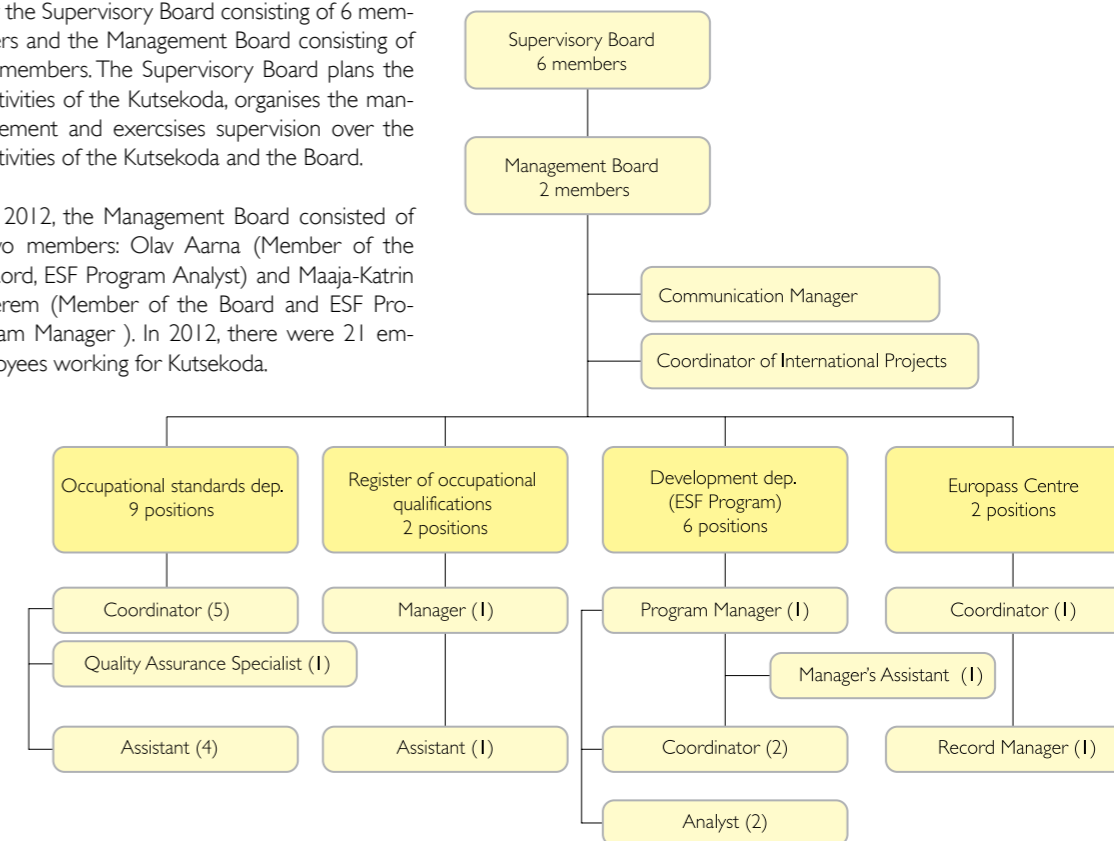 the Supervisory Board consisting of 6 mem-
ers and the Management Board consisting of
members. The Supervisory Board plans the
tivities of the Kutsekoda, organises the man-
ement and exercsises supervision over the
tivities of the Kutsekoda and the Board.
2012, the Management Board consisted of
vo members: Olav Aarna (Member of the
ord, ESF Program Analyst) and Maaja-Katrin
erem (Member of the Board and ESF Pro-
am Manager ). In 2012, there were 21 em-
oyees working for Kutsekoda.
Supervisory Board
6 members
Management Board
2 members
Communication Manager
Coordinator of International Projects
Occupational standards dep.
9 positions
Register of occupational
qualifications
2 positions
Development dep.
(ESF Program)
6 positions
Europass Centre
2 positions
Coordinator (5)
Quality Assurance Specialist (1)
Assistant (4)
Manager (1)
Assistant (1)
Program Manager (1)
Manager's Assistant (1)
Coordinator (2)
Analyst (2)
Coordinator (1)
Record Manager (1)